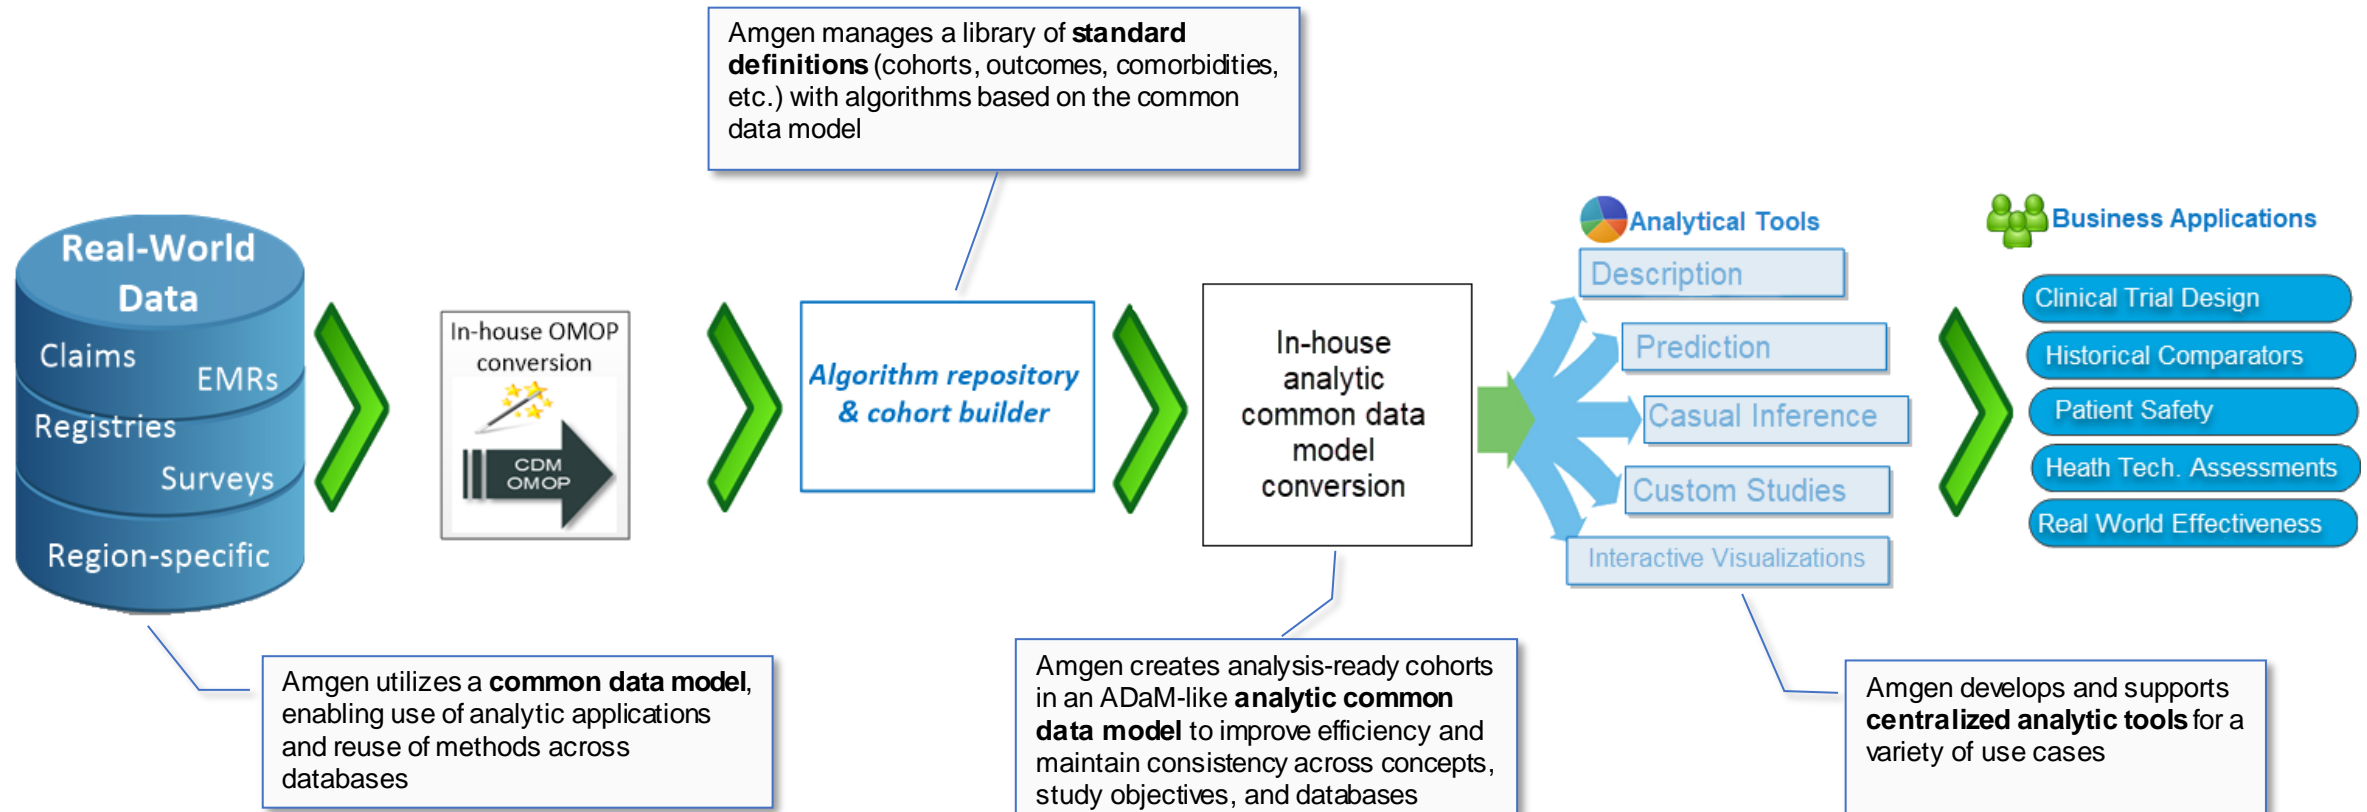 Amgen manages a library of standard
definitions (cohorts, outcomes, comorbidities,
etc.) with algorithms based on the common
data model
Real-World
Data
Claims
EMRs
Registries
Surveys
Region-specific
In-house OMOP
conversion
CDM
OMOP
Algorithm repository
& cohort builder
In-house
analytic
common data
model
conversion
Analytical Tools
Description
Prediction
Casual Inference
Custom Studies
Interactive Visualizations
Business Applications
Clinical Trial Design
Historical Comparators
Patient Safety
Heath Tech. Assessments
Real World Effectiveness
Amgen utilizes a common data model,
enabling use of analytic applications
and reuse of methods across
databases
Amgen creates analysis-ready cohorts
in an ADaM-like analytic common
data model to improve efficiency and
maintain consistency across concepts,
study objectives, and databases
Amgen develops and supports
centralized analytic tools for a
variety of use cases